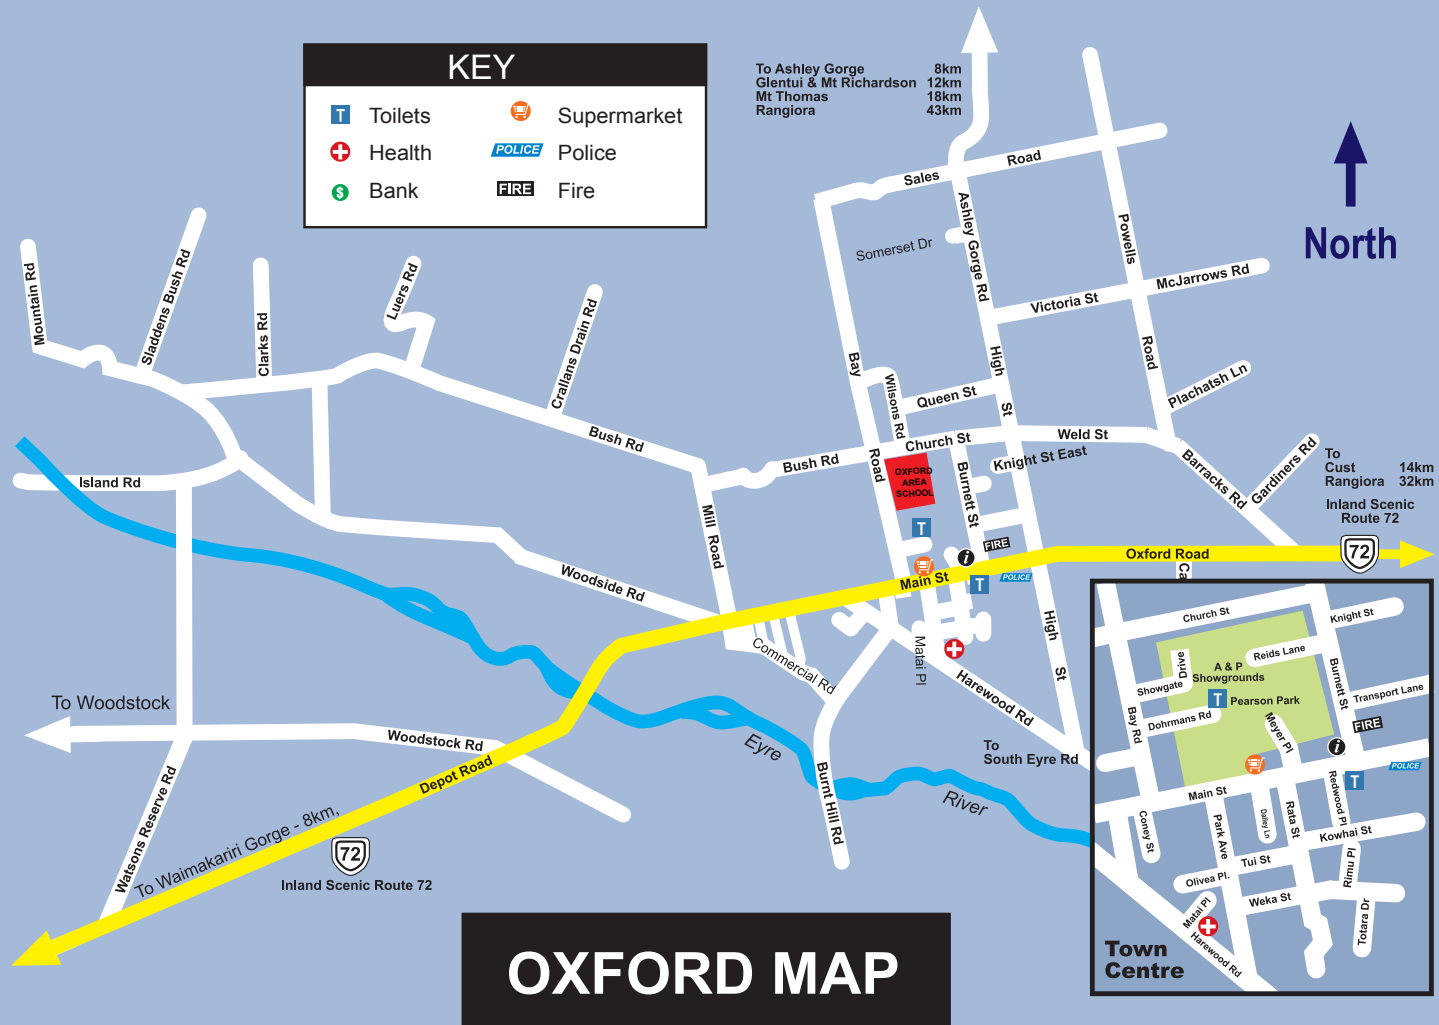 KEY
T Toilets
Supermarket
Health
POLICE Police
$ Bank
FIRE Fire
To Ashley Gorge 8km
Glentui & Mt Richardson 12km
Mt Thomas 18km
Rangiora 43km
North
Sales Road
Somerset Dr
Ashley Gorge Rd
Powells Road
McJarrows Rd
Victoria St
Mountain Rd
Sladdens Bush Rd
Clarks Rd
Luers Rd
Crallans Drain Rd
Bay Road
Wilsons Rd
Queen St
High St
Plachatsh Ln
Bush Rd
Bush Rd
Church St
Weld St
Knight St East
Barracks Rd
Gardiners Rd
To
Cust 14km
Rangiora 32km
Inland Scenic
Route 72
72
Island Rd
OXFORD
AREA
SCHOOL
Burnett St
T
FIRE
i
Mill Road
Woodside Rd
Main St
T
POLICE
Oxford Road
Ca
High St
Commercial Rd
Matai Pl
Harewood Rd
To Woodstock
Woodstock Rd
Depot Road
Eyre
River
To
South Eyre Rd
Burnt Hill Rd
Watsons Reserve Rd
To Waimakariri Gorge - 8km,
72
Inland Scenic Route 72
OXFORD MAP
Church St
Knight St
Reids Lane
A & P
Showgrounds
Showgate Drive
T
Pearson Park
Burnett St
Transport Lane
Bay Rd
Dohrmans Rd
Meyer Pl
FIRE
i
POLICE
T
Main St
Redwood Pl
Coney St
Park Ave
Dalley Ln
Rata St
Kowhai St
Tui St
Olivea Pl.
Rimu Pl
Weka St
Matai Pl
Totara Dr
Harewood Rd
Town
Centre